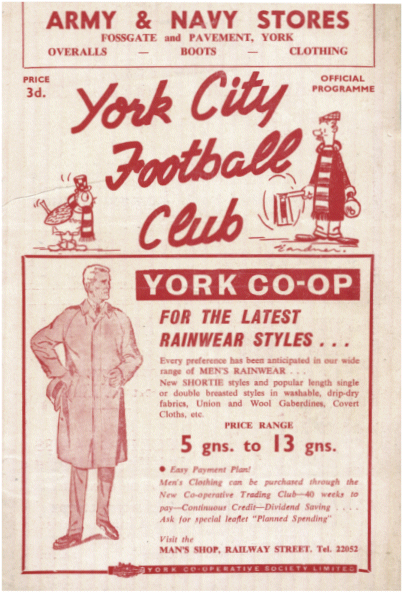 ARMY & NAVY STORES
FOSSGATE and PAVEMENT, YORK
OVERALLS — BOOTS — CLOTHING
PRICE
3d.
OFFICIAL
PROGRAMME
York City
Football
Club
Gardner.
YORK CO-OP
FOR THE LATEST
RAINWEAR STYLES . . .
Every preference has been anticipated in our wide
range of MEN'S RAINWEAR . . .
New SHORTIE styles and popular length single
or double breasted styles in washable, drip-dry
fabrics, Union and Wool Gaberdines, Covert
Cloths, etc.
PRICE RANGE
5 gns. to 13 gns.
● Easy Payment Plan!
Men's Clothing can be purchased through the
New Co-operative Trading Club—40 weeks to
pay—Continuous Credit—Dividend Saving . . . .
Ask for special leaflet "Planned Spending"
Visit the
MAN'S SHOP, RAILWAY STREET. Tel. 22052
YORK CO-OPERATIVE SOCIETY LIMITED